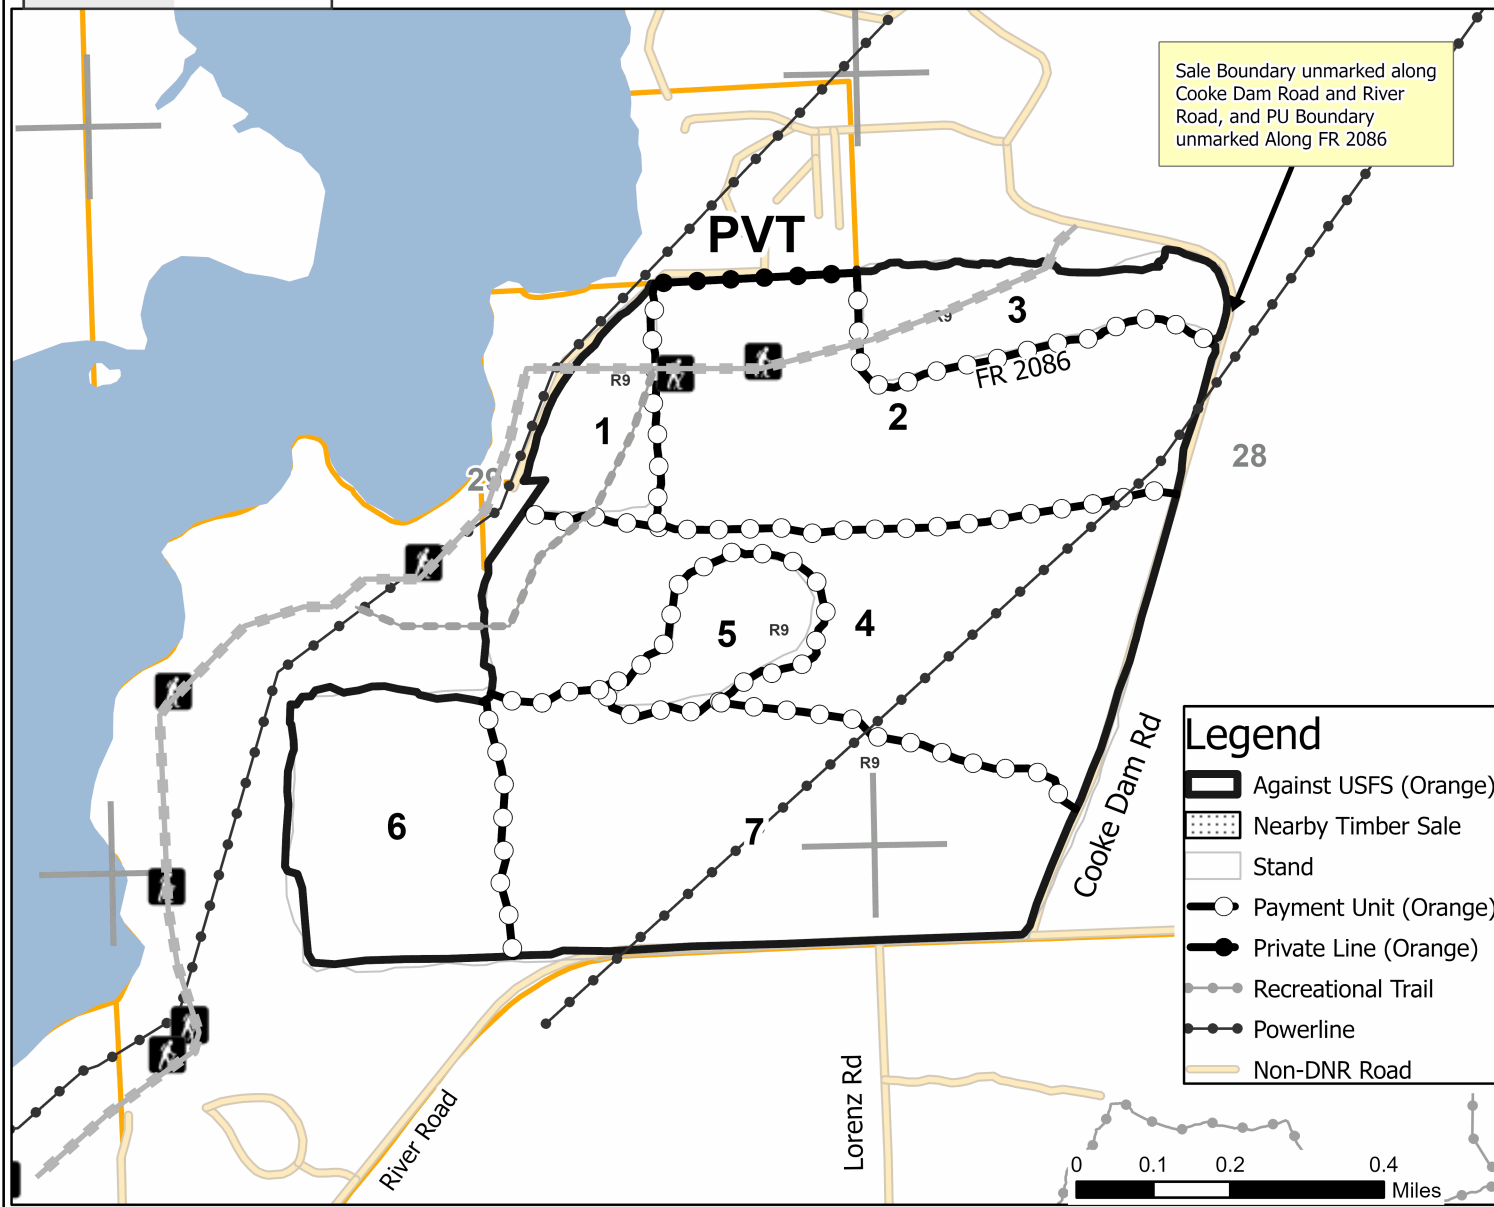 Sale Boundary unmarked along
Cooke Dam Road and River
Road, and PU Boundary
unmarked Along FR 2086
PVT
3
R9
R9
FR 2086
1
2
28
29
5
R9
4
R9
6
7
Cooke Dam Rd
River Road
Lorenz Rd
Legend
Against USFS (Orange)
Nearby Timber Sale
Stand
Payment Unit (Orange)
Private Line (Orange)
Recreational Trail
Powerline
Non-DNR Road
0 0.1 0.2 0.4
Miles